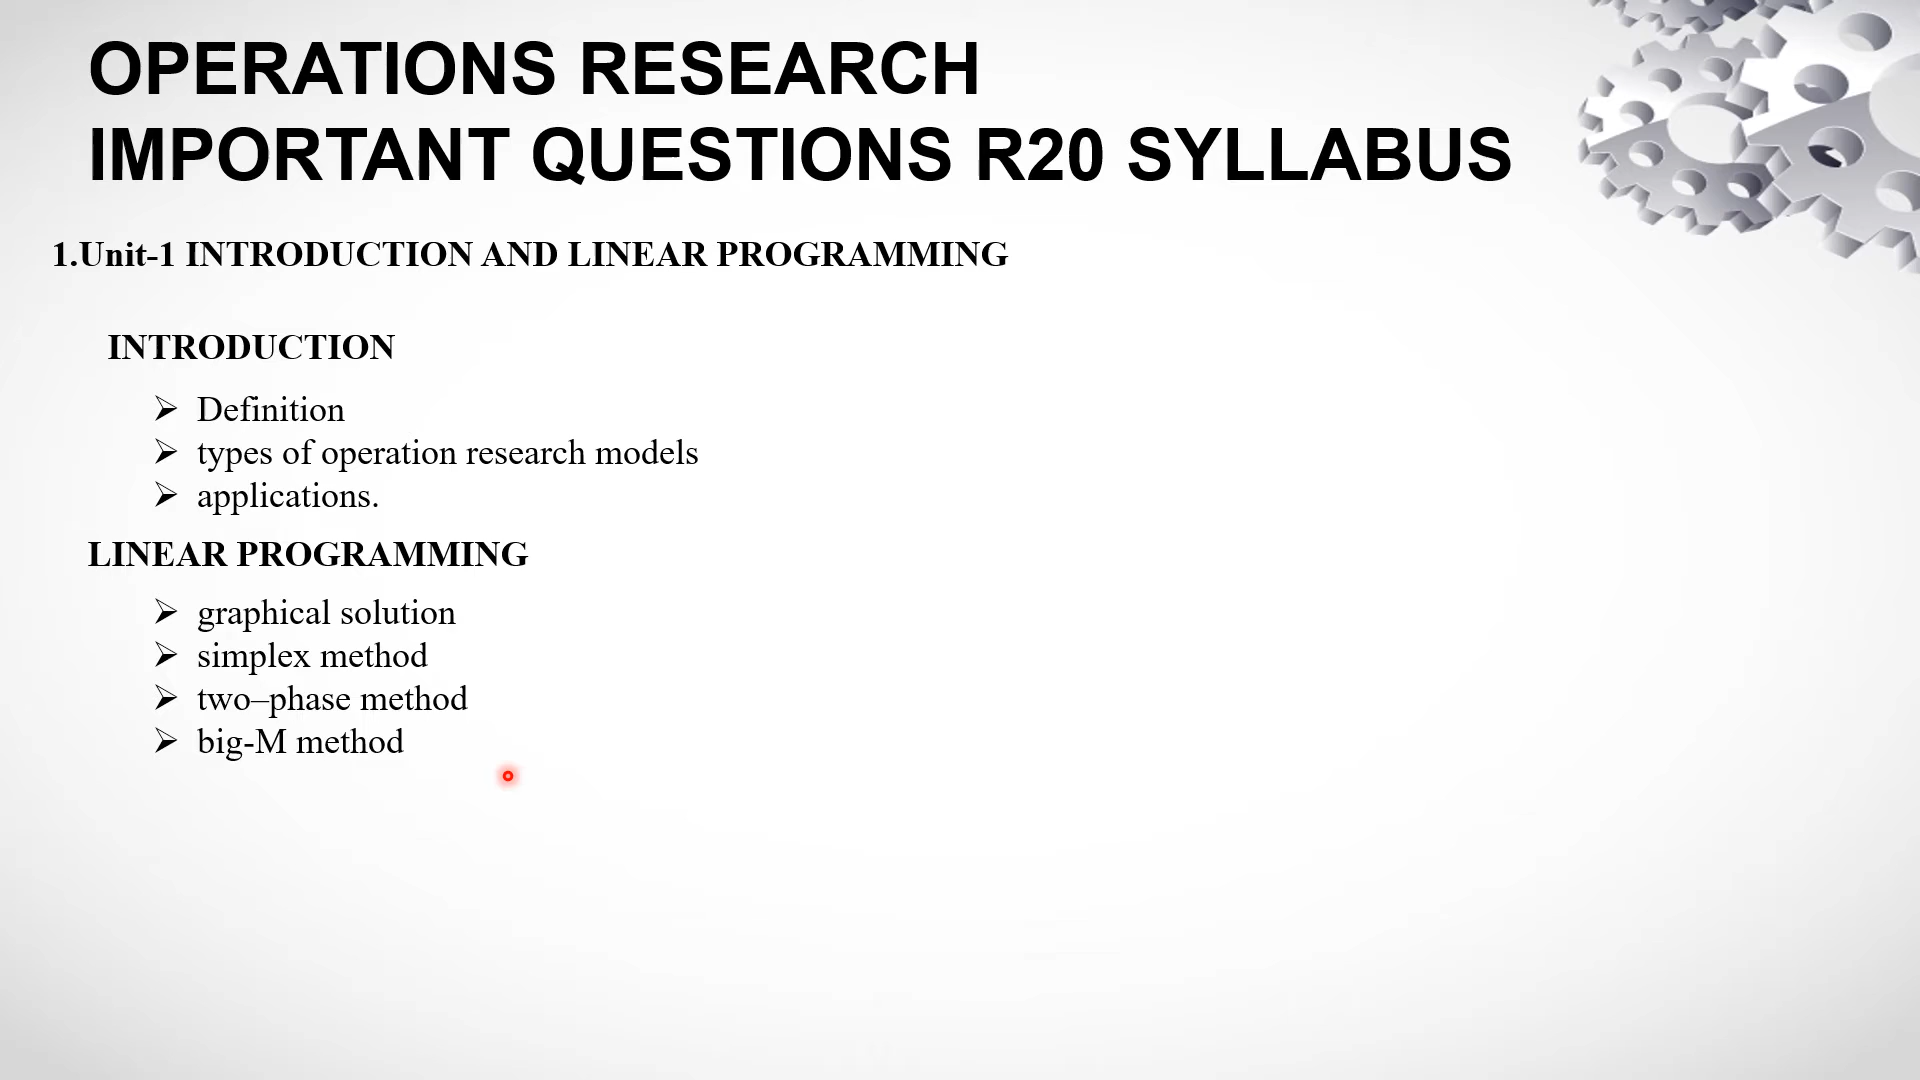 OPERATIONS RESEARCH
IMPORTANT QUESTIONS R20 SYLLABUS
1.Unit-1 INTRODUCTION AND LINEAR PROGRAMMING
INTRODUCTION
➢ Definition
➢ types of operation research models
➢ applications.
LINEAR PROGRAMMING
➢ graphical solution
➢ simplex method
➢ two–phase method
➢ big-M method